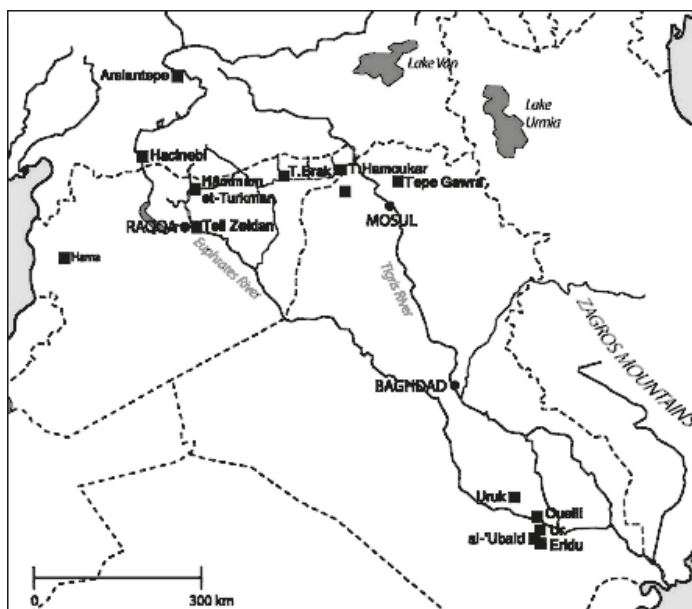 Lake Van
Arslantepe
Lake
Urmia
Hacinebi
T. Brak
T. Hamoukar
Hammam
et-Turkman
Tepe Gawra
MOSUL
RAQQA
Tell Zeidan
Hama
Euphrates River
Tigris River
ZAGROS MOUNTAINS
BAGHDAD
Uruk
Oueili
Ur
al-'Ubaid
Eridu
0
300 km